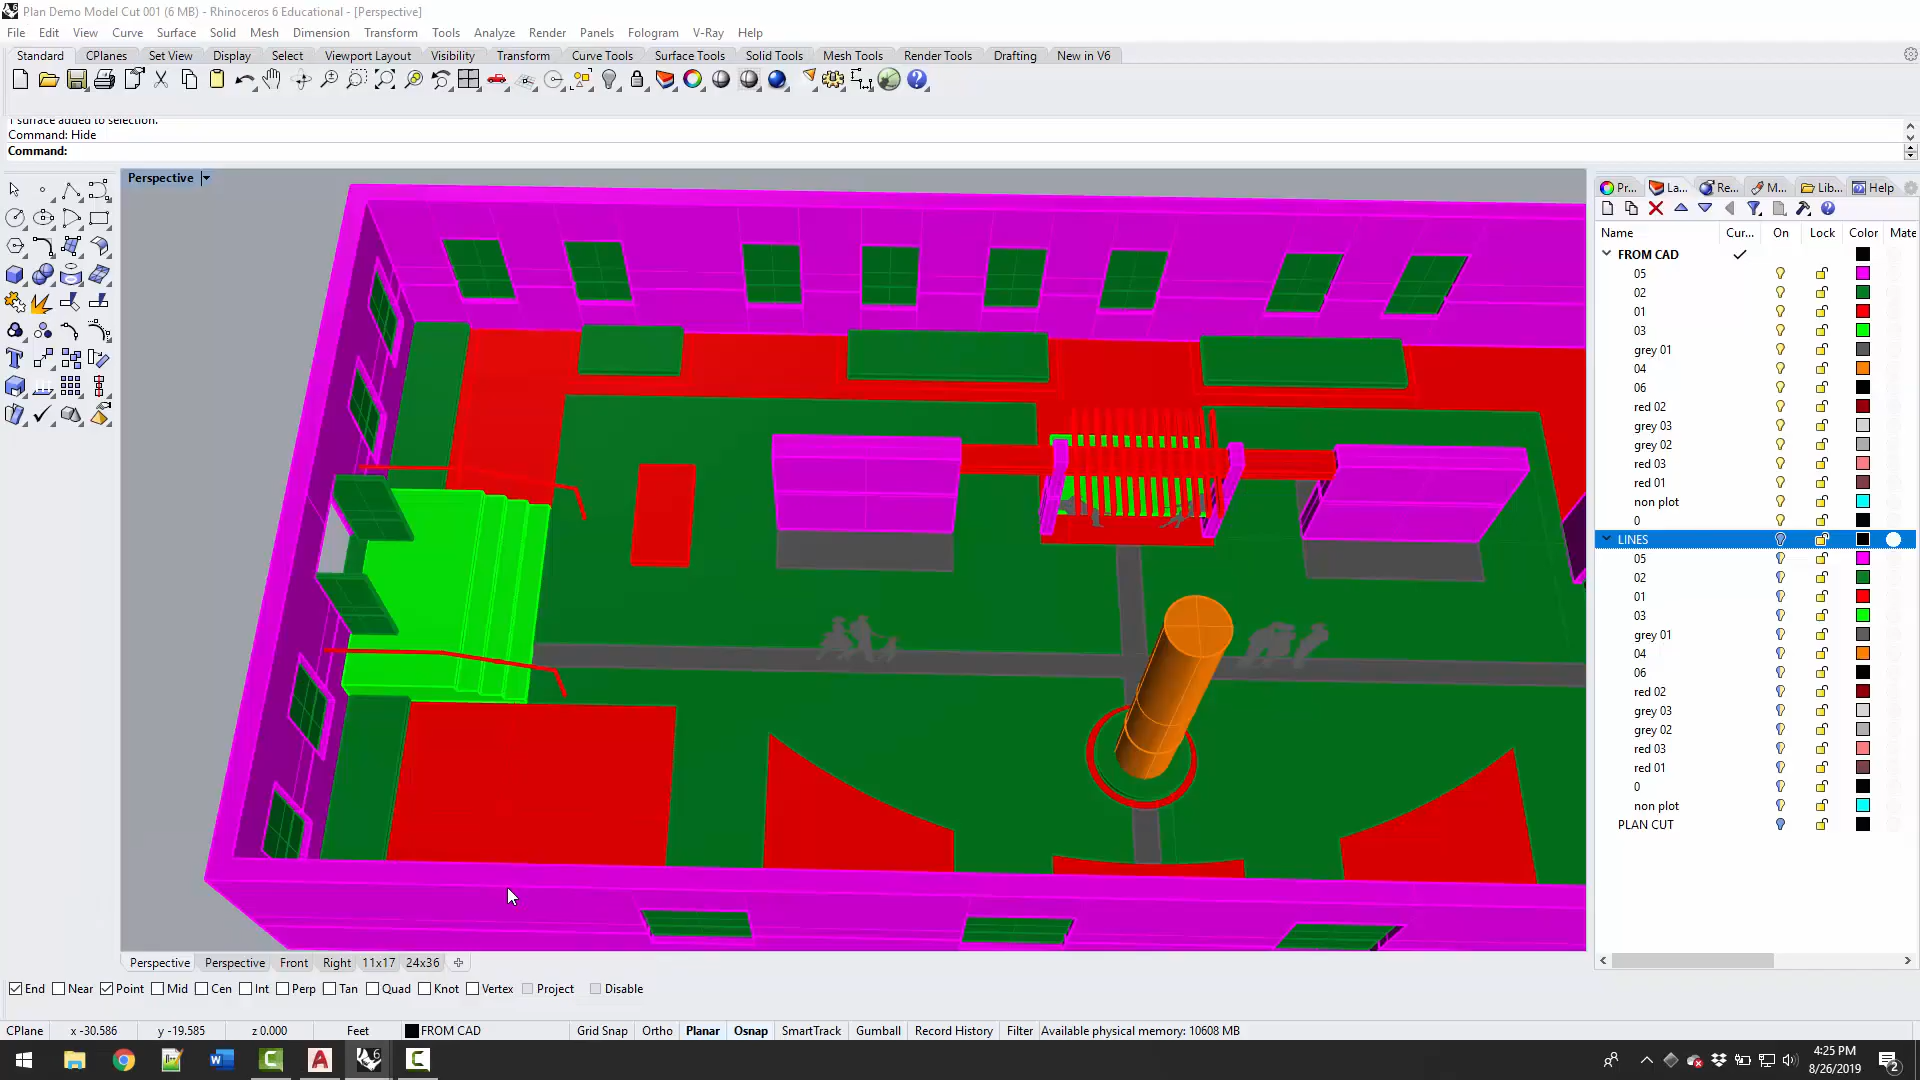 Plan Demo Model Cut 001 (6 MB) - Rhinoceros 6 Educational - [Perspective]
File Edit View Curve Surface Solid Mesh Dimension Transform Tools Analyze Render Panels Fologram V-Ray Help
Standard CPlanes Set View Display Select Viewport Layout Visibility Transform Curve Tools Surface Tools Solid Tools Mesh Tools Render Tools Drafting New in V6
1 surface added to selection.
Command: Hide
Command:
Perspective
Pr... La... Re... M... Lib... Help
Name Cur... On Lock Color Mate
FROM CAD
05
02
01
03
grey 01
04
06
red 02
grey 03
grey 02
red 03
red 01
non plot
0
LINES
05
02
01
03
grey 01
04
06
red 02
grey 03
grey 02
red 03
red 01
0
non plot
PLAN CUT
Perspective Perspective Front Right 11x17 24x36
End Near Point Mid Cen Int Perp Tan Quad Knot Vertex Project Disable
CPlane x -30.586 y -19.585 z 0.000 Feet FROM CAD Grid Snap Ortho Planar Osnap SmartTrack Gumball Record History Filter Available physical memory: 10608 MB
4:25 PM
8/26/2019
2